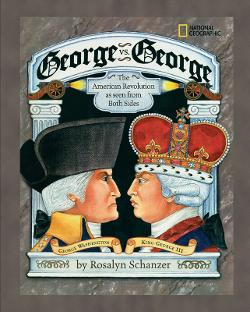 NATIONAL
GEOGRAPHIC
George vs. George
The
American Revolution
as seen from
Both Sides
GEORGE WASHINGTON
KING GEORGE III
by Rosalyn Schanzer